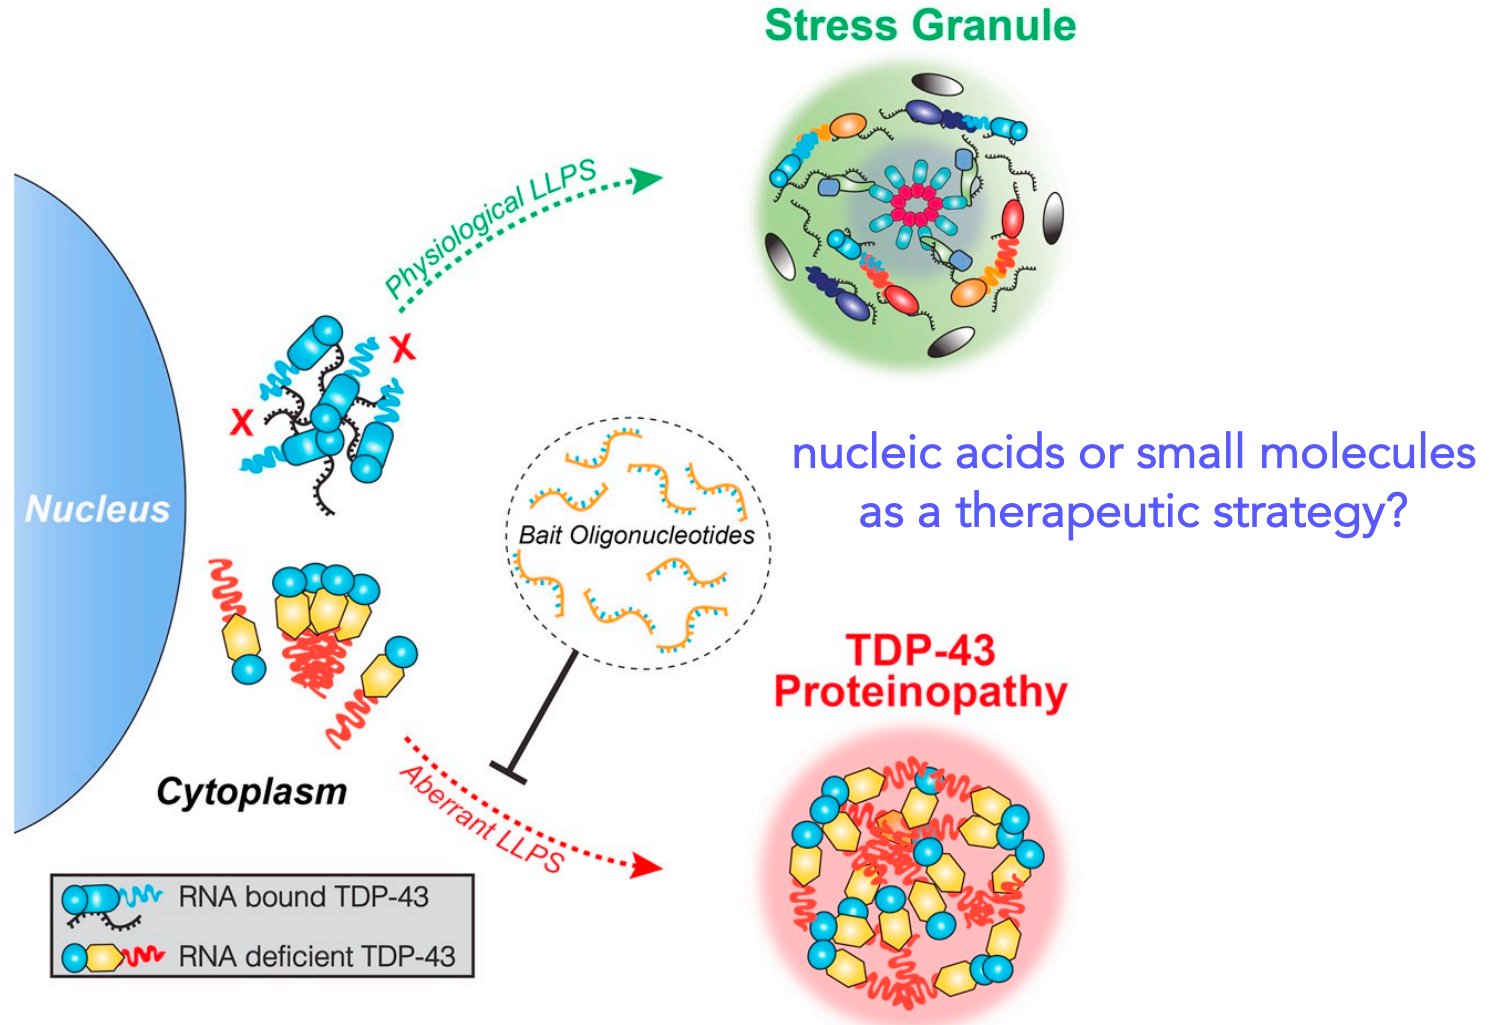 Stress Granule
Physiological LLPS
X
X
Nucleus
nucleic acids or small molecules
as a therapeutic strategy?
Bait Oligonucleotides
TDP-43
Proteinopathy
Cytoplasm
Aberrant LLPS
RNA bound TDP-43
RNA deficient TDP-43